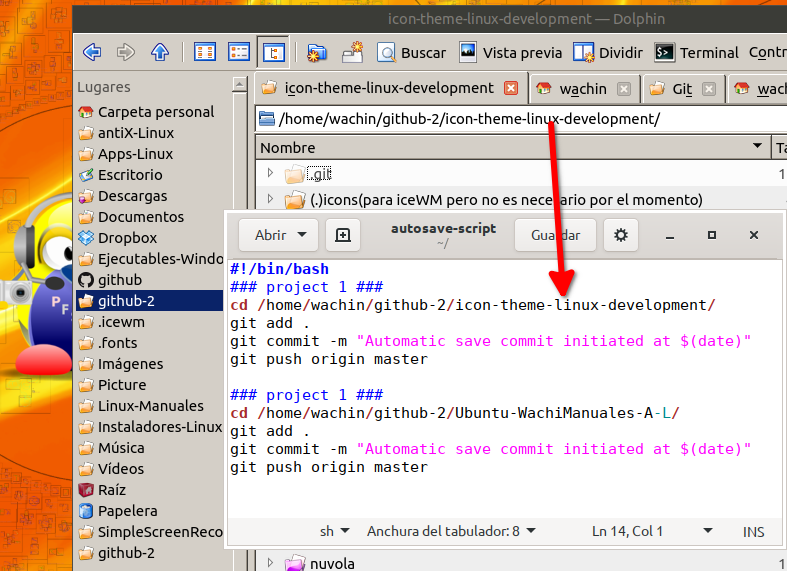 icon-theme-linux-development — Dolphin
Buscar Vista previa Dividir Terminal Contr
Lugares
Carpeta personal
antiX-Linux
Apps-Linux
Escritorio
Descargas
Documentos
Dropbox
Ejecutables-Windo
github
github-2
.icewm
.fonts
Imágenes
Picture
Linux-Manuales
Instaladores-Linux
Música
Vídeos
Raíz
Papelera
SimpleScreenReco
github-2
icon-theme-linux-development wachin Git wach
/home/wachin/github-2/icon-theme-linux-development/
Nombre Ta
.git 1
(.)icons(para iceWM pero no es necesario por el momento)
Abrir autosave-script Guardar
~/
#!/bin/bash
### project 1 ###
cd /home/wachin/github-2/icon-theme-linux-development/
git add .
git commit -m "Automatic save commit initiated at $(date)"
git push origin master
### project 1 ###
cd /home/wachin/github-2/Ubuntu-WachiManuales-A-L/
git add .
git commit -m "Automatic save commit initiated at $(date)"
git push origin master
sh Anchura del tabulador: 8 Ln 14, Col 1 INS
nuvola 1